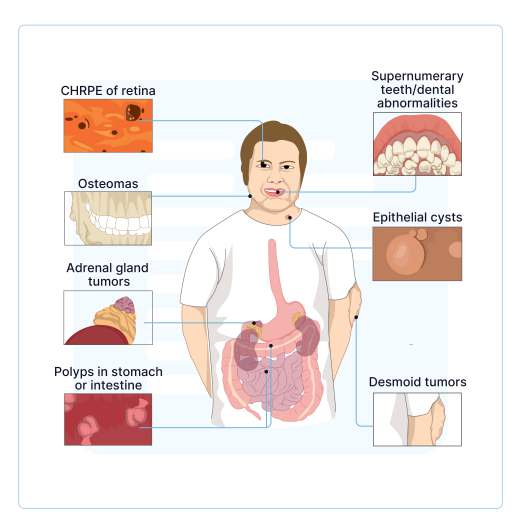 CHRPE of retina
Osteomas
Adrenal gland
tumors
Polyps in stomach
or intestine
Supernumerary
teeth/dental
abnormalities
Epithelial cysts
Desmoid tumors